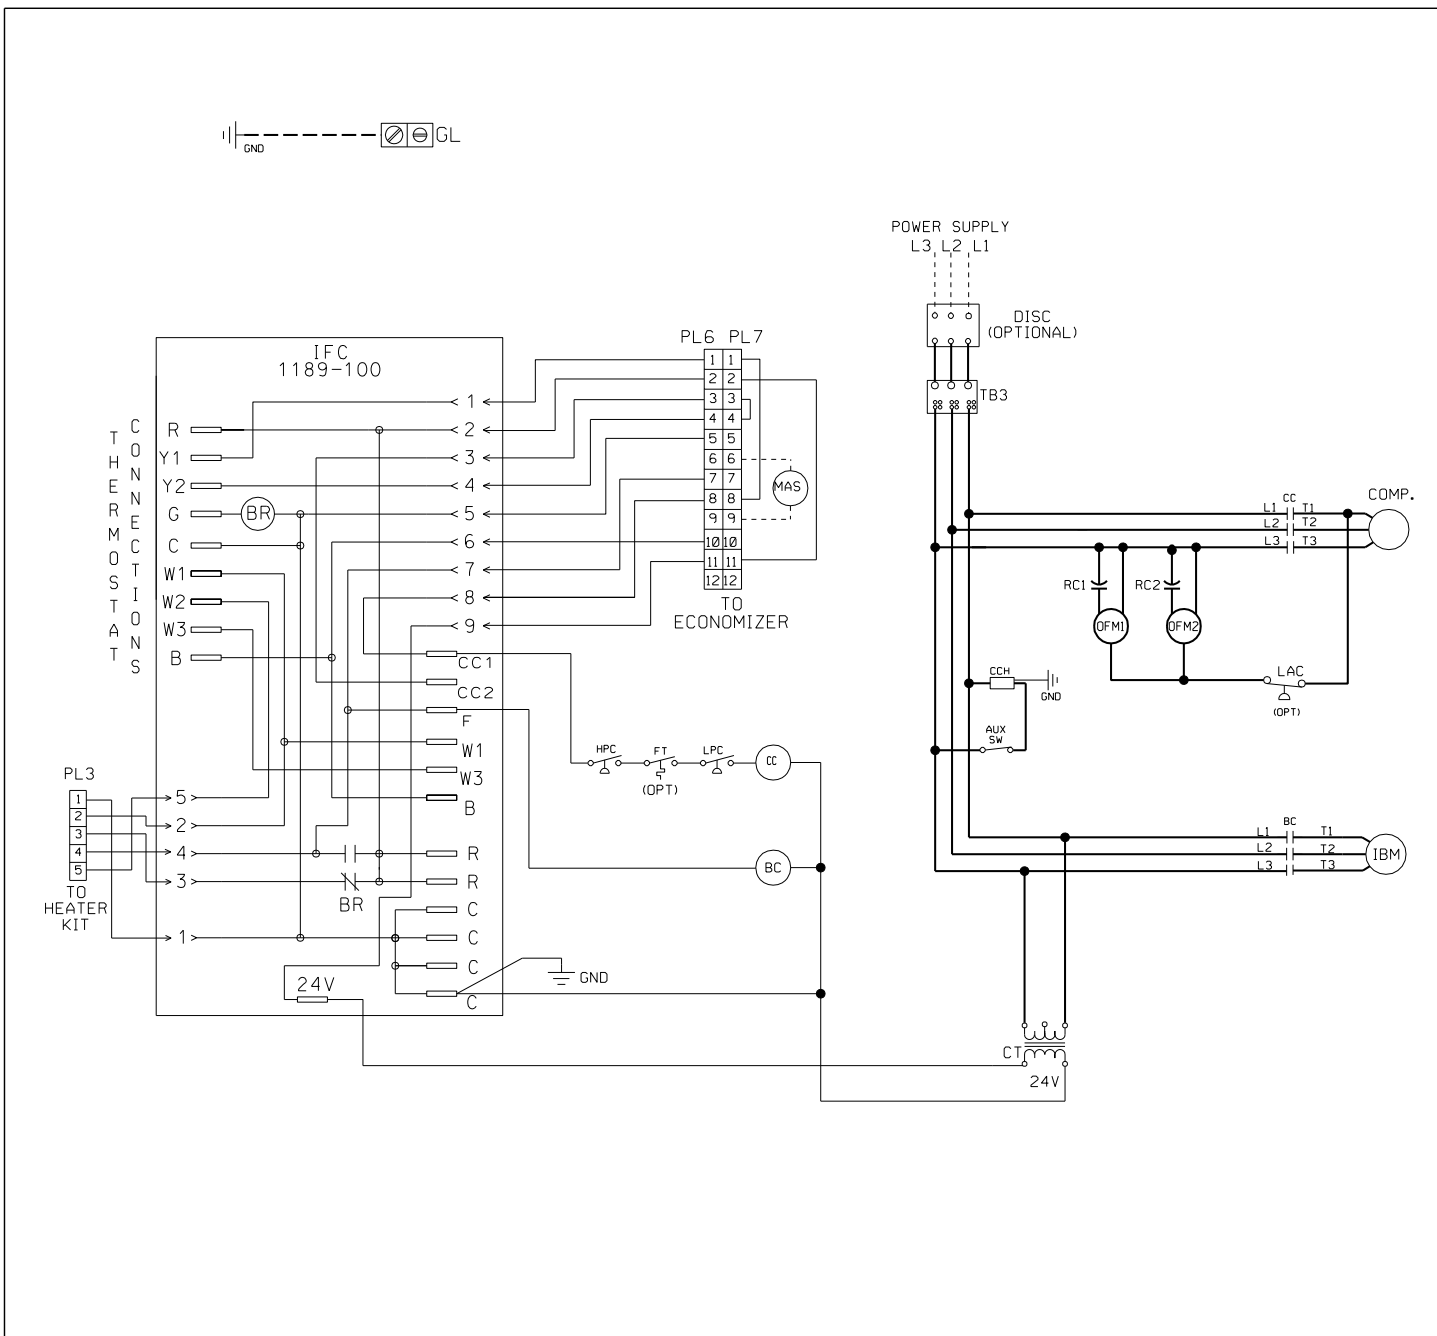 GND
GL
POWER SUPPLY
L3 L2 L1
DISC
(OPTIONAL)
TB3
PL6 PL7
1 1
2 2
3 3
4 4
5 5
6 6
7 7
8 8
9 9
10 10
11 11
12 12
TO
ECONOMIZER
MAS
IFC
1189-100
THERMOSTAT
CONNECTIONS
R
Y1
Y2
G
BR
C
W1
W2
W3
B
1
2
3
4
5
6
7
8
9
CC1
CC2
F
W1
W3
B
R
R
C
C
C
C
5
2
4
3
1
BR
24V
GND
PL3
1
2
3
4
5
TO
HEATER
KIT
HPC
FT
(OPT)
LPC
CC
BC
COMP.
L1 CC T1
L2 T2
L3 T3
RC1
RC2
OFM1
OFM2
LAC
(OPT)
CCH
GND
AUX
SW
L1 BC T1
L2 T2
L3 T3
IBM
CT
24V